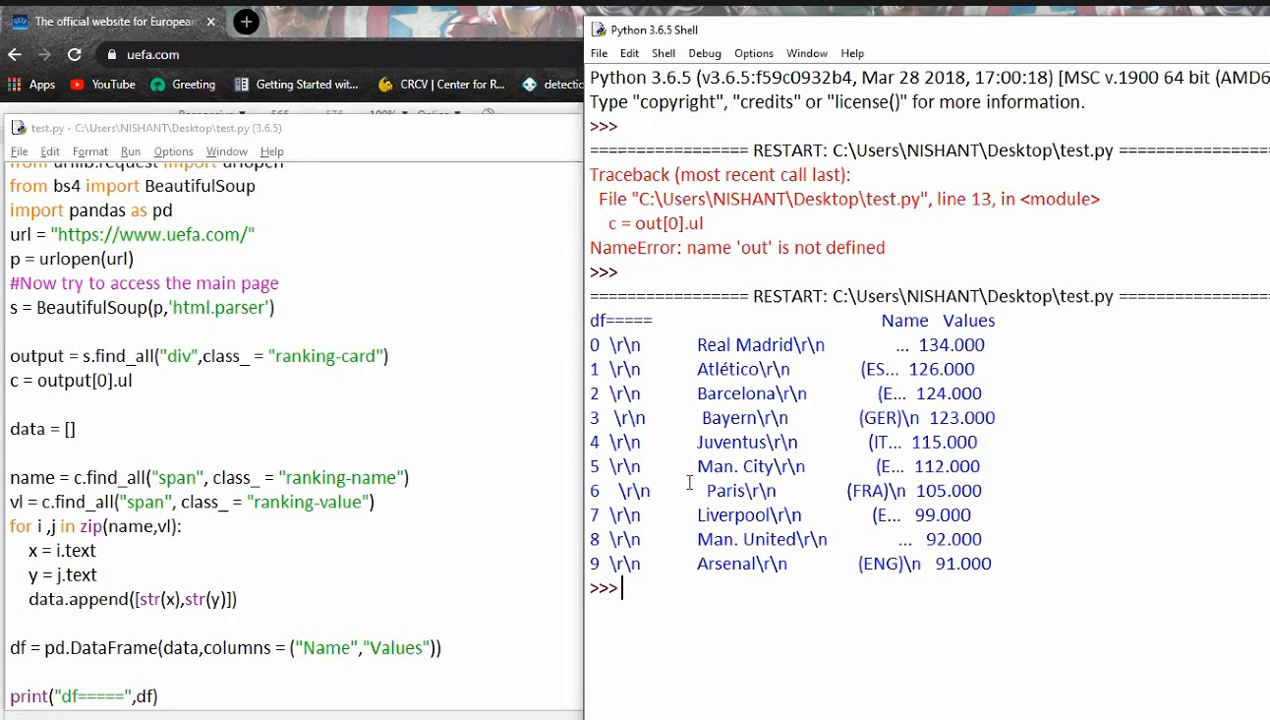 The official website for Europear
uefa.com
Apps YouTube Greeting Getting Started wit... CRCV | Center for R... detectio
test.py - C:\Users\NISHANT\Desktop\test.py (3.6.5)
File Edit Format Run Options Window Help
from urllib.request import urlopen
from bs4 import BeautifulSoup
import pandas as pd
url = "https://www.uefa.com/"
p = urlopen(url)
#Now try to access the main page
s = BeautifulSoup(p,'html.parser')
output = s.find_all("div",class_ = "ranking-card")
c = output[0].ul
data = []
name = c.find_all("span", class_ = "ranking-name")
vl = c.find_all("span", class_ = "ranking-value")
for i ,j in zip(name,vl):
x = i.text
y = j.text
data.append([str(x),str(y)])
df = pd.DataFrame(data,columns = ("Name","Values"))
print("df=====",df)
Python 3.6.5 Shell
File Edit Shell Debug Options Window Help
Python 3.6.5 (v3.6.5:f59c0932b4, Mar 28 2018, 17:00:18) [MSC v.1900 64 bit (AMD6
Type "copyright", "credits" or "license()" for more information.
>>>
================= RESTART: C:\Users\NISHANT\Desktop\test.py =================
Traceback (most recent call last):
File "C:\Users\NISHANT\Desktop\test.py", line 13, in <module>
c = out[0].ul
NameError: name 'out' is not defined
>>>
================= RESTART: C:\Users\NISHANT\Desktop\test.py =================
df===== Name Values
0 \r\n Real Madrid\r\n ... 134.000
1 \r\n Atlético\r\n (ES... 126.000
2 \r\n Barcelona\r\n (E... 124.000
3 \r\n Bayern\r\n (GER)\n 123.000
4 \r\n Juventus\r\n (IT... 115.000
5 \r\n Man. City\r\n (E... 112.000
6 \r\n Paris\r\n (FRA)\n 105.000
7 \r\n Liverpool\r\n (E... 99.000
8 \r\n Man. United\r\n ... 92.000
9 \r\n Arsenal\r\n (ENG)\n 91.000
>>>